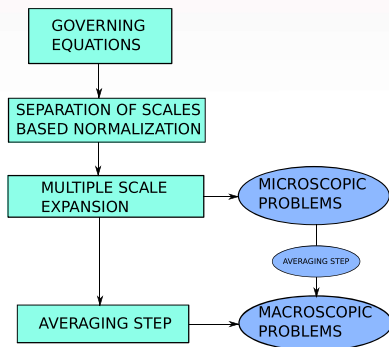 GOVERNING
EQUATIONS
SEPARATION OF SCALES
BASED NORMALIZATION
MULTIPLE SCALE
EXPANSION
MICROSCOPIC
PROBLEMS
AVERAGING STEP
AVERAGING STEP
MACROSCOPIC
PROBLEMS